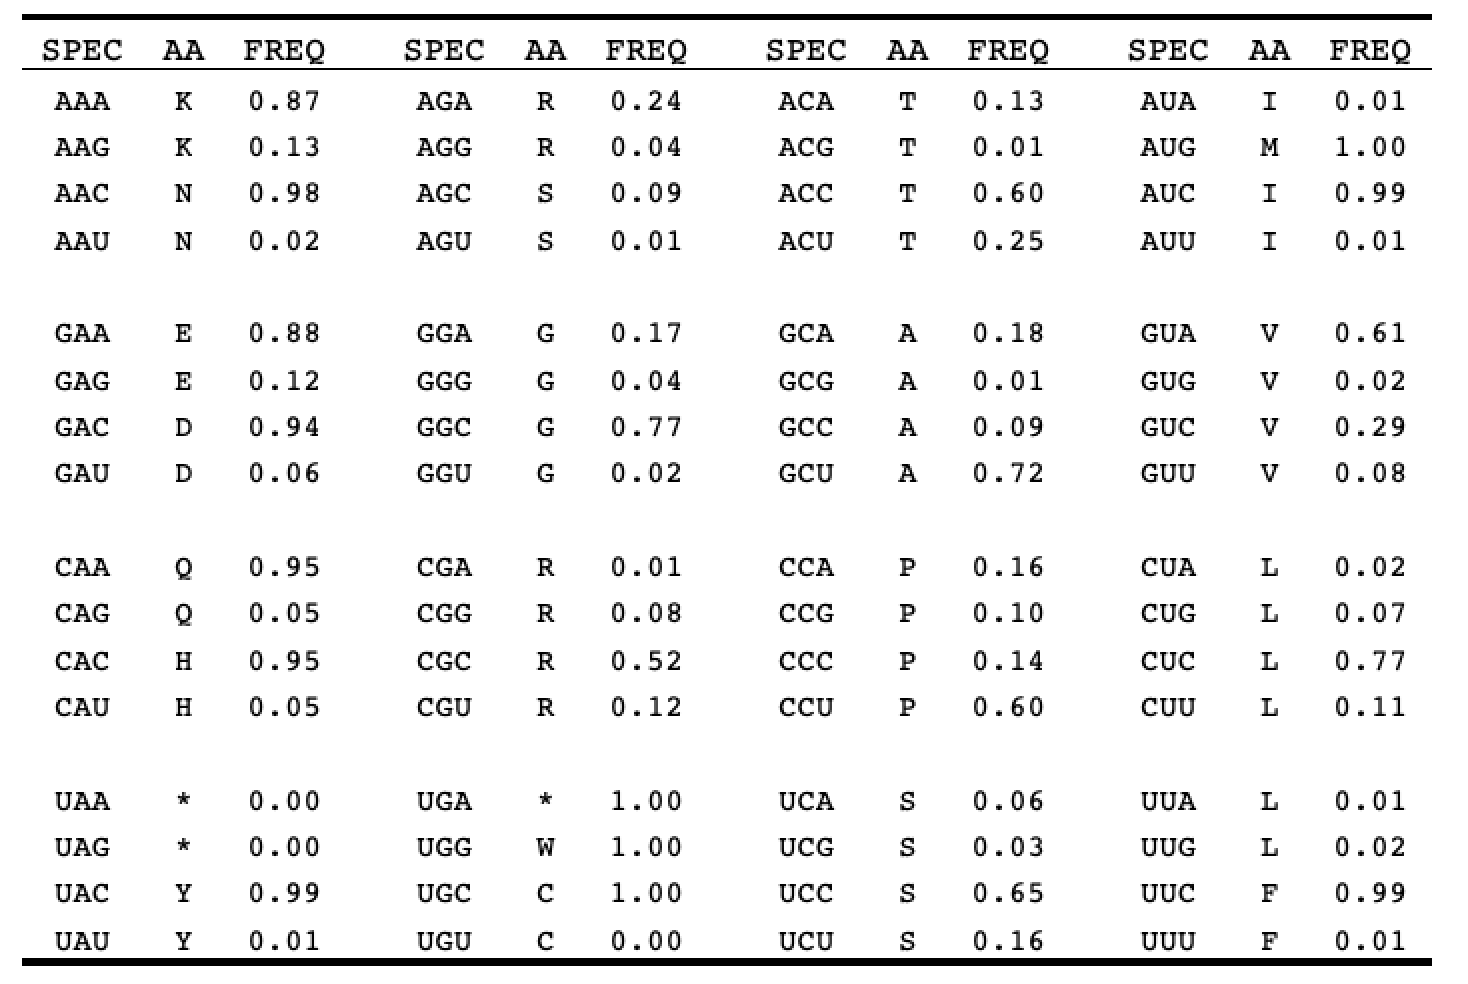 SPEC AA FREQ SPEC AA FREQ SPEC AA FREQ SPEC AA FREQ
AAA K 0.87 AGA R 0.24 ACA T 0.13 AUA I 0.01
AAG K 0.13 AGG R 0.04 ACG T 0.01 AUG M 1.00
AAC N 0.98 AGC S 0.09 ACC T 0.60 AUC I 0.99
AAU N 0.02 AGU S 0.01 ACU T 0.25 AUU I 0.01
GAA E 0.88 GGA G 0.17 GCA A 0.18 GUA V 0.61
GAG E 0.12 GGG G 0.04 GCG A 0.01 GUG V 0.02
GAC D 0.94 GGC G 0.77 GCC A 0.09 GUC V 0.29
GAU D 0.06 GGU G 0.02 GCU A 0.72 GUU V 0.08
CAA Q 0.95 CGA R 0.01 CCA P 0.16 CUA L 0.02
CAG Q 0.05 CGG R 0.08 CCG P 0.10 CUG L 0.07
CAC H 0.95 CGC R 0.52 CCC P 0.14 CUC L 0.77
CAU H 0.05 CGU R 0.12 CCU P 0.60 CUU L 0.11
UAA * 0.00 UGA * 1.00 UCA S 0.06 UUA L 0.01
UAG * 0.00 UGG W 1.00 UCG S 0.03 UUG L 0.02
UAC Y 0.99 UGC C 1.00 UCC S 0.65 UUC F 0.99
UAU Y 0.01 UGU C 0.00 UCU S 0.16 UUU F 0.01